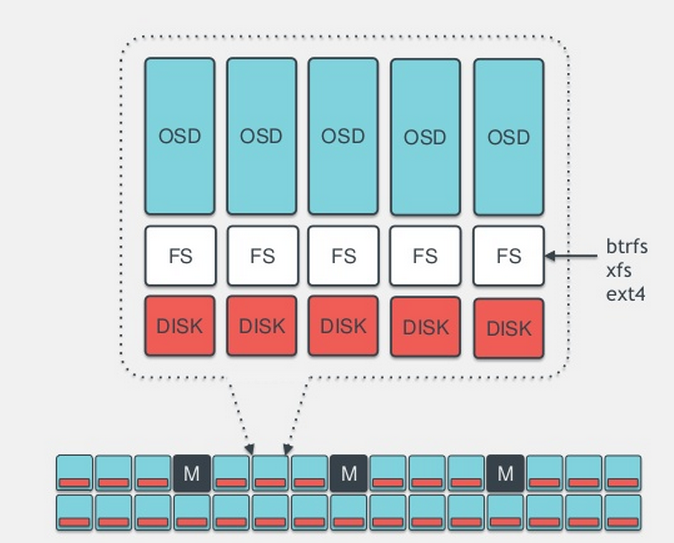 OSD OSD OSD OSD OSD
FS FS FS FS FS
btrfs
xfs
ext4
DISK DISK DISK DISK DISK
M M M